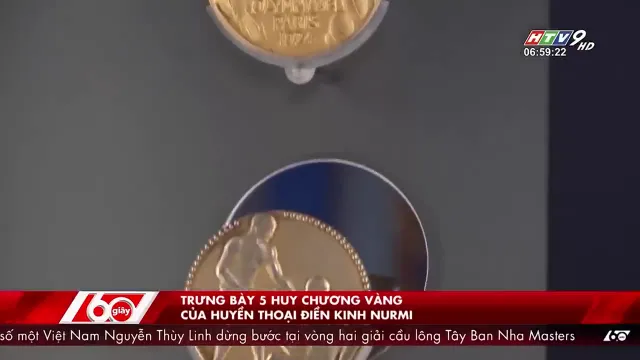 OLYMPIADE
PARIS
1924
HTV9 HD
06:59:22
60 giây
TRƯNG BÀY 5 HUY CHƯƠNG VÀNG
CỦA HUYỀN THOẠI ĐIỀN KINH NURMI
số một Việt Nam Nguyễn Thùy Linh dừng bước tại vòng hai giải cầu lông Tây Ban Nha Masters
60